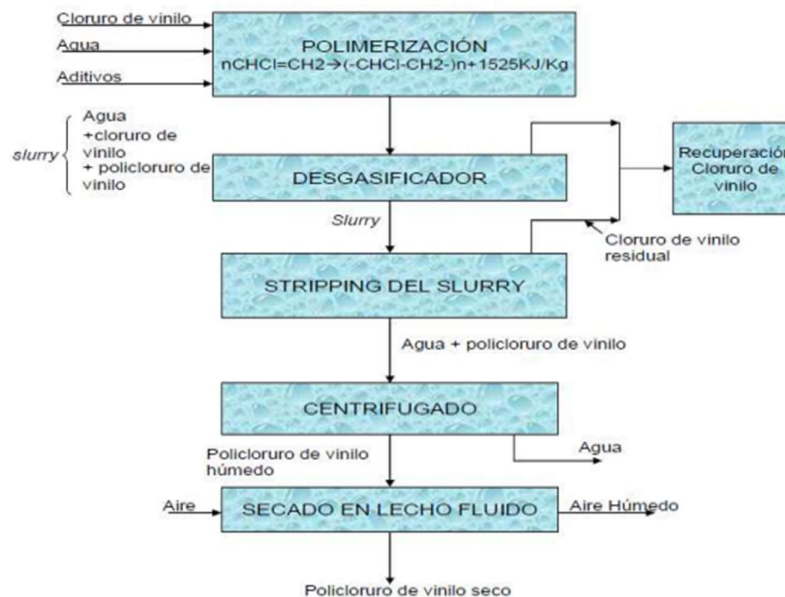 Cloruro de vinilo
Agua
Aditivos
POLIMERIZACIÓN
nCHCl=CH2→(-CHCl-CH2-)n+1525KJ/Kg
slurry
Agua
+cloruro de
vinilo
+ policloruro de
vinilo
DESGASIFICADOR
Recuperación
Cloruro de
vinilo
Slurry
Cloruro de vinilo
residual
STRIPPING DEL SLURRY
Agua + policloruro de vinilo
CENTRIFUGADO
Policloruro de vinilo
húmedo
Agua
Aire
SECADO EN LECHO FLUIDO
Aire Húmedo
Policloruro de vinilo seco